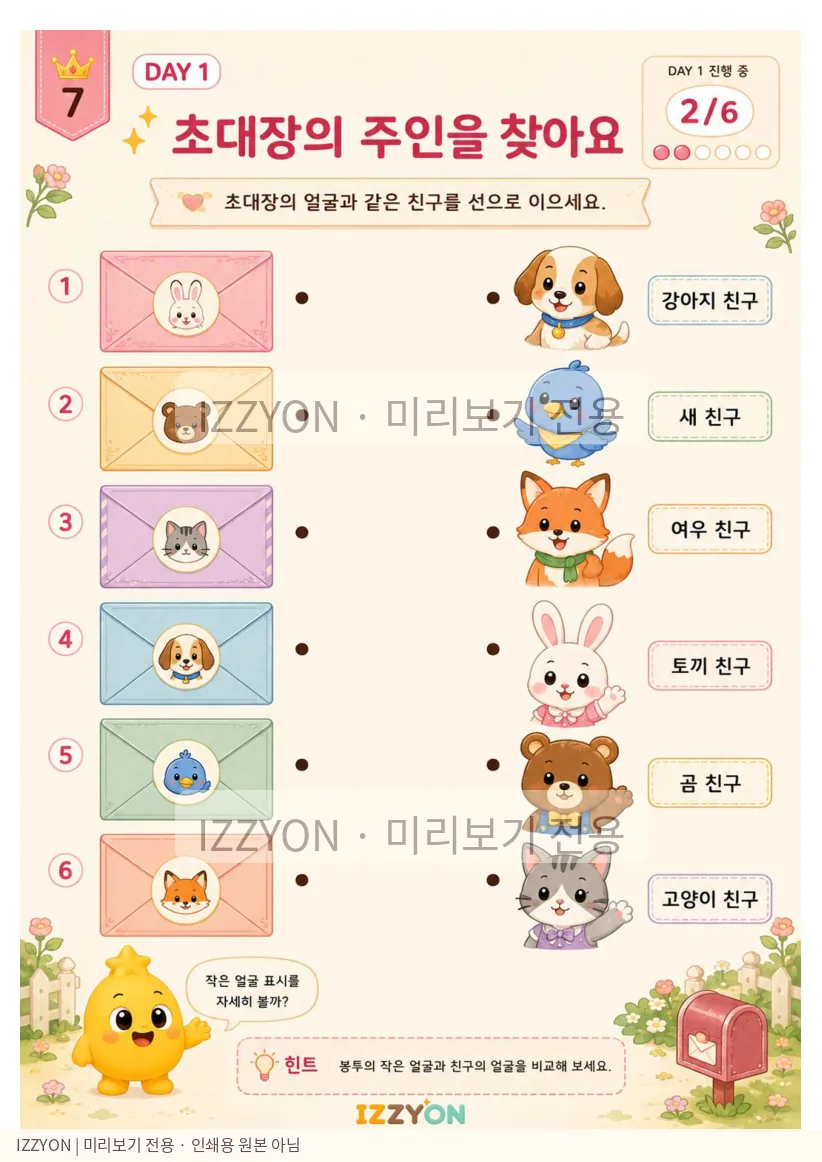 7
DAY 1
초대장의 주인을 찾아요
DAY 1 진행 중
2/6
초대장의 얼굴과 같은 친구를 선으로 이으세요.
1
강아지 친구
2
새 친구
IZZYON · 미리보기 전용
3
여우 친구
4
토끼 친구
5
곰 친구
IZZYON · 미리보기 전용
6
고양이 친구
작은 얼굴 표시를
자세히 볼까?
힌트 봉투의 작은 얼굴과 친구의 얼굴을 비교해 보세요.
IZZYON
IZZYON | 미리보기 전용 · 인쇄용 원본 아님